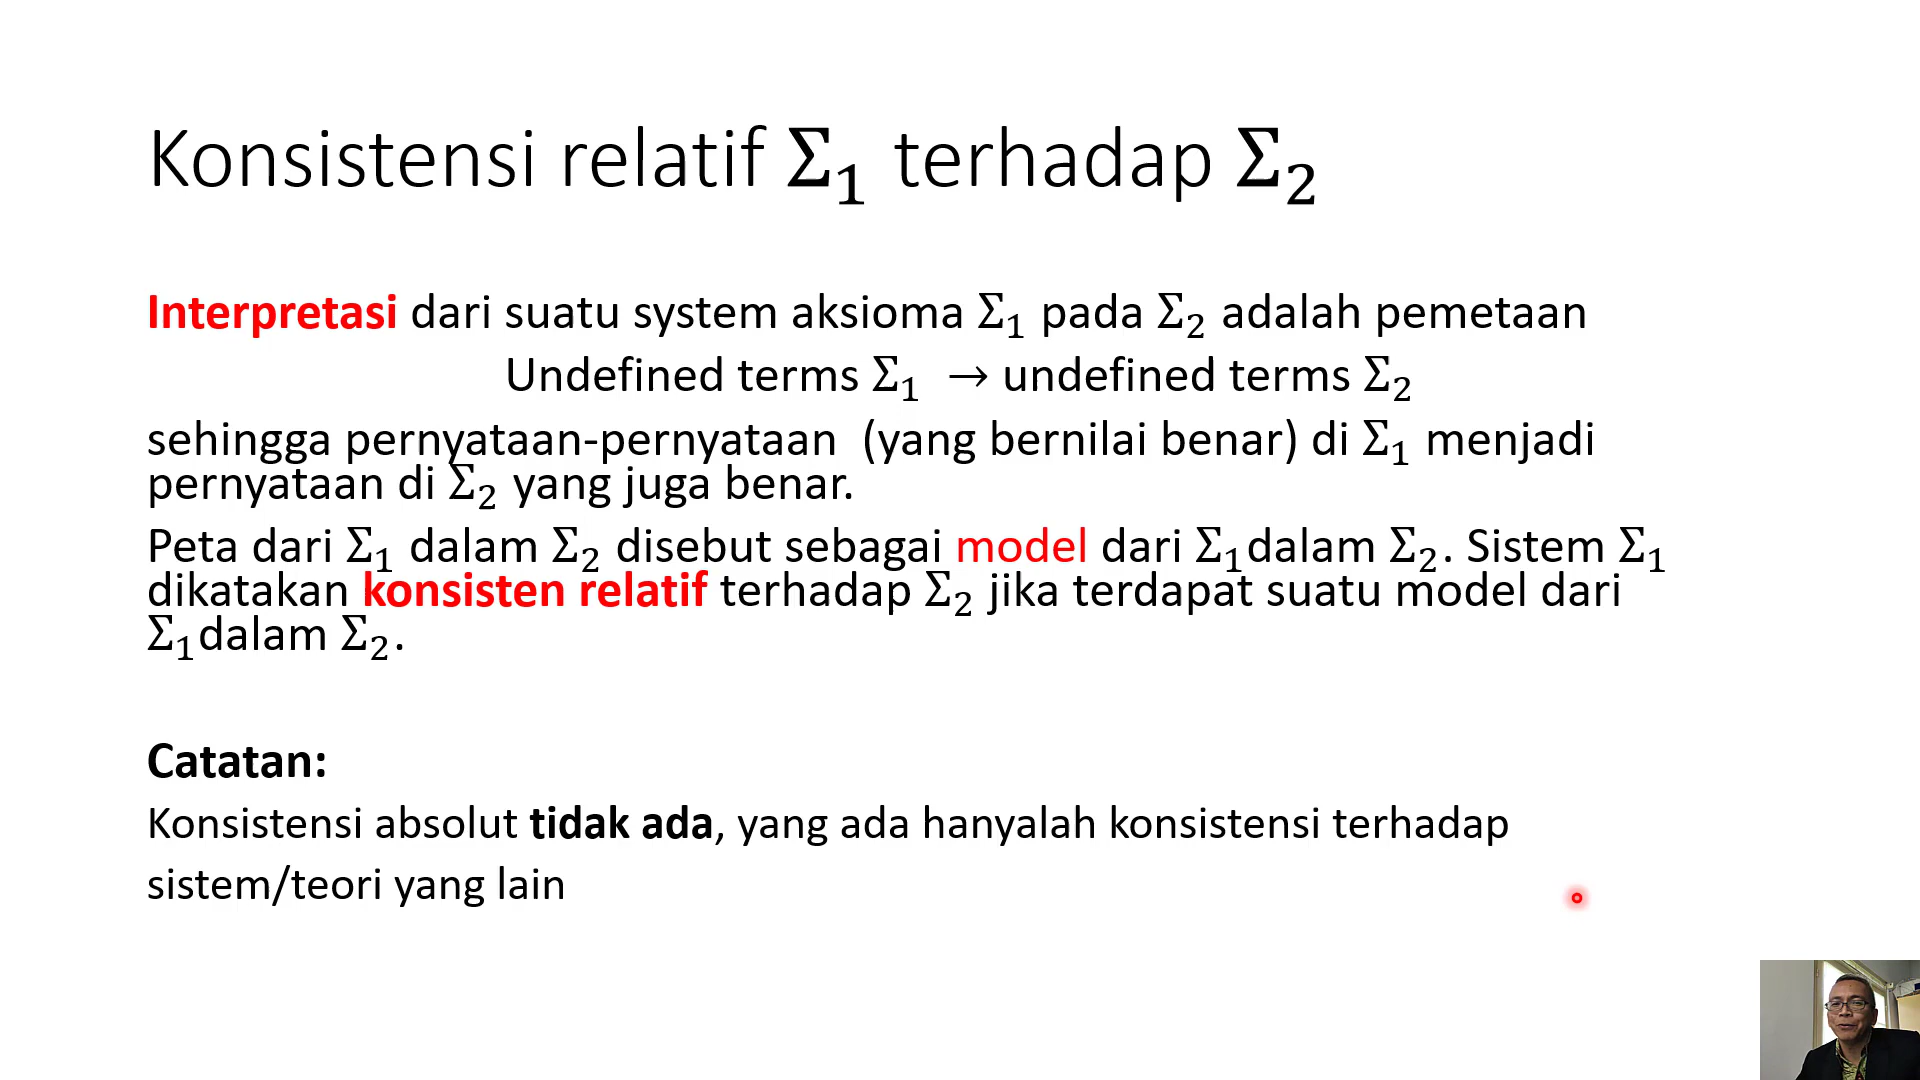 Konsistensi relatif Σ₁ terhadap Σ₂
Interpretasi dari suatu system aksioma Σ₁ pada Σ₂ adalah pemetaan
Undefined terms Σ₁ → undefined terms Σ₂
sehingga pernyataan-pernyataan (yang bernilai benar) di Σ₁ menjadi
pernyataan di Σ₂ yang juga benar.
Peta dari Σ₁ dalam Σ₂ disebut sebagai model dari Σ₁dalam Σ₂. Sistem Σ₁
dikatakan konsisten relatif terhadap Σ₂ jika terdapat suatu model dari
Σ₁dalam Σ₂.
Catatan:
Konsistensi absolut tidak ada, yang ada hanyalah konsistensi terhadap
sistem/teori yang lain